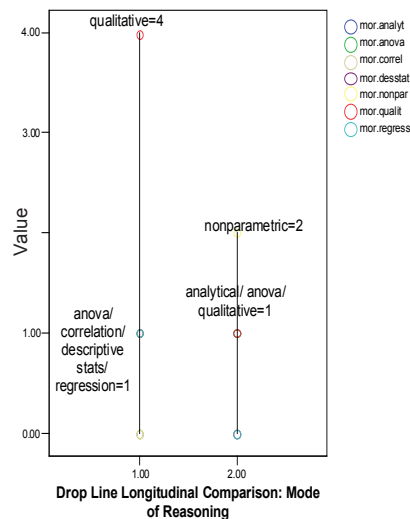 qualitative=4
4.00
3.00
1.00
0.00
Value
nonparametric=2
analytical/ anova/
qualitative=1
anova/
correlation/
descriptive
stats/
regression=1
1.00
2.00
Drop Line Longitudinal Comparison: Mode
of Reasoning
mor.analyt
mor.anova
mor.correl
mor.desstat
mor.nonpar
mor.qualit
mor.regress